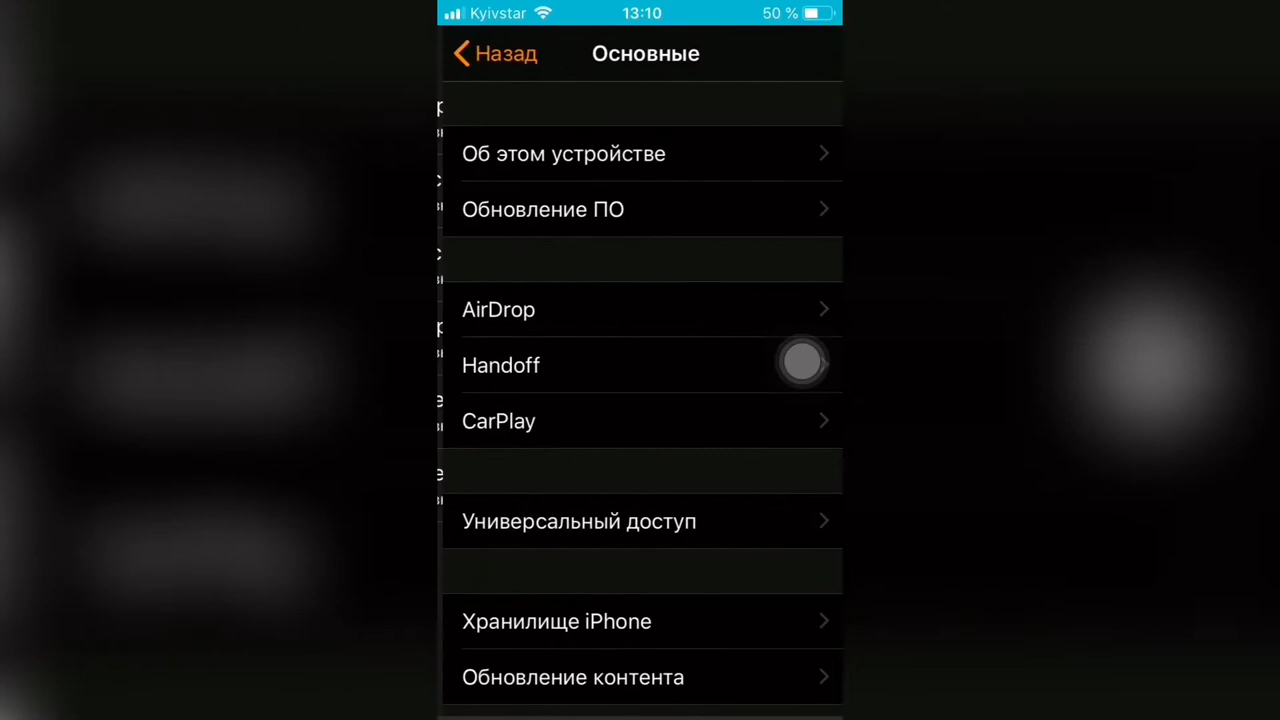 Kyivstar 13:10 50 %
Назад Основные
Об этом устройстве
Обновление ПО
AirDrop
Handoff
CarPlay
Универсальный доступ
Хранилище iPhone
Обновление контента